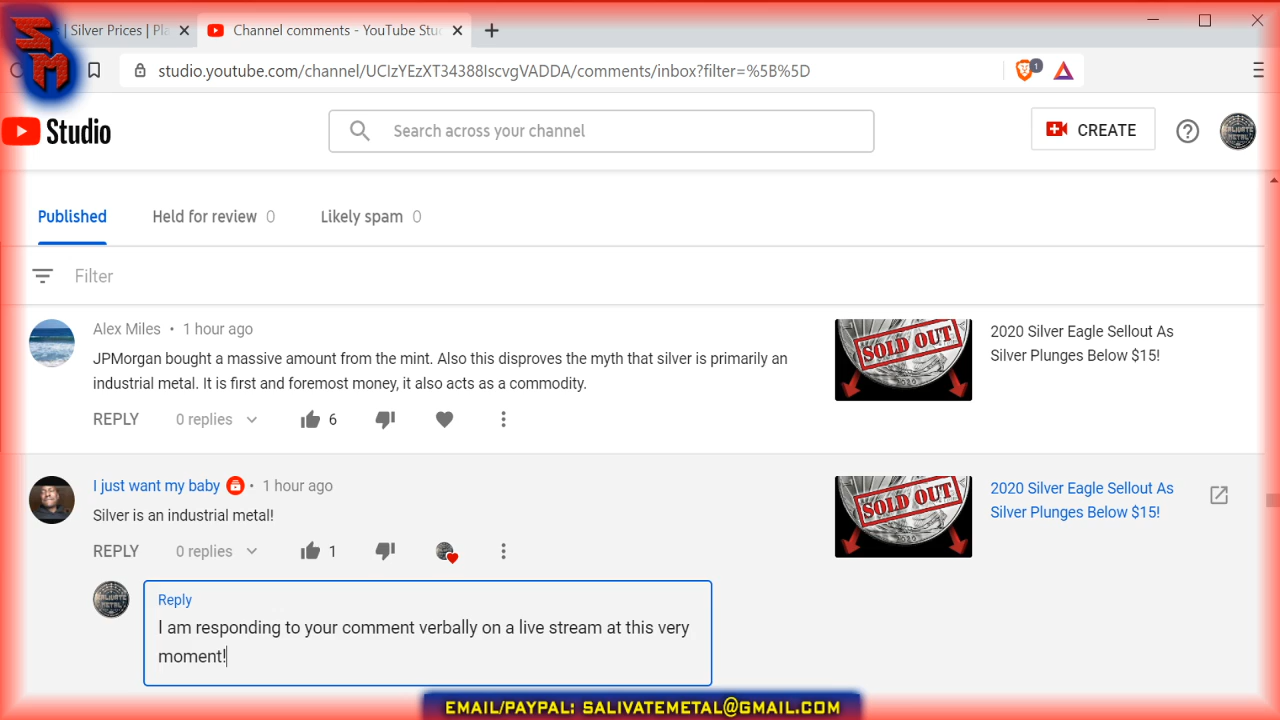 SM
Silver Prices | Pla
Channel comments - YouTube Stud
studio.youtube.com/channel/UCIzYEzXT34388IscvgVADDA/comments/inbox?filter=%5B%5D
1
Studio
Search across your channel
CREATE
Published
Held for review 0
Likely spam 0
Filter
Alex Miles • 1 hour ago
JPMorgan bought a massive amount from the mint. Also this disproves the myth that silver is primarily an
industrial metal. It is first and foremost money, it also acts as a commodity.
REPLY 0 replies 6
SOLD OUT
2020
2020 Silver Eagle Sellout As
Silver Plunges Below $15!
I just want my baby • 1 hour ago
Silver is an industrial metal!
REPLY 0 replies 1
SOLD OUT
2020
2020 Silver Eagle Sellout As
Silver Plunges Below $15!
SALIVATE
METAL
Reply
I am responding to your comment verbally on a live stream at this very
moment!
EMAIL/PAYPAL: SALIVATEMETAL@GMAIL.COM